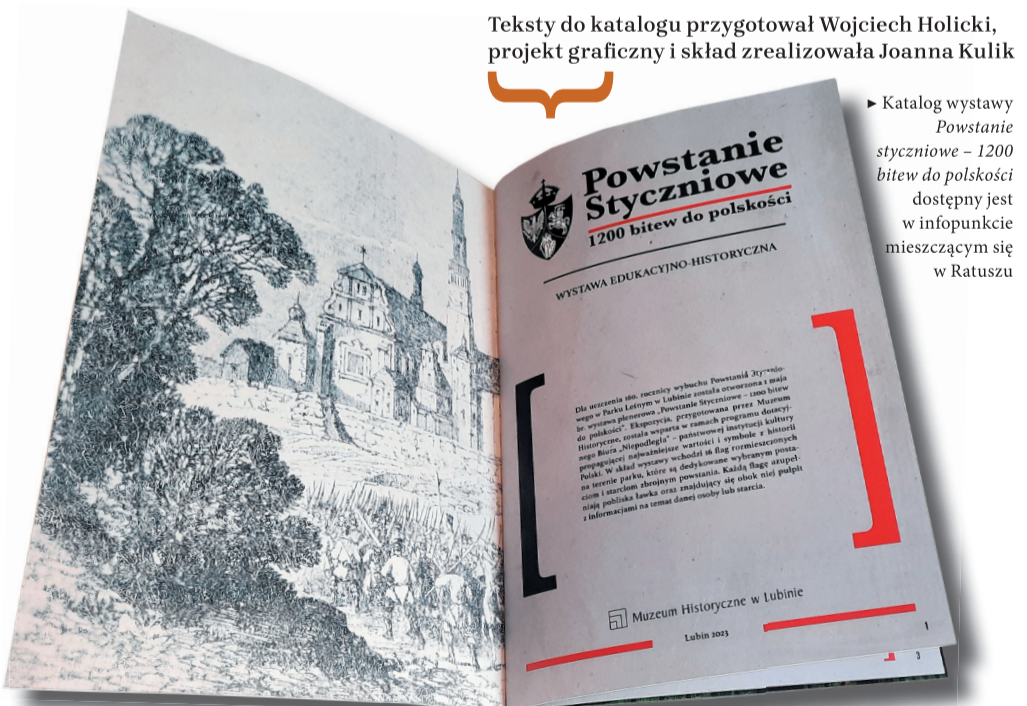 Teksty do katalogu przygotował Wojciech Holicki,
projekt graficzny i skład zrealizowała Joanna Kulik
▸ Katalog wystawy
Powstanie
styczniowe – 1200
bitew do polskości
dostępny jest
w infopunkcie
mieszczącym się
w Ratuszu
Powstanie
Styczniowe
1200 bitew do polskości
WYSTAWA EDUKACYJNO-HISTORYCZNA
Dla uczczenia 160. rocznicy wybuchu Powstania Stycznio-
wego w Parku Leśnym w Lubinie została otworzona 1 maja
br. wystawa plenerowa „Powstanie Styczniowe – 1200 bitew
do polskości". Ekspozycja, przygotowana przez Muzeum
Historyczne, została wsparta w ramach programu dotacyj-
nego Biura „Niepodległa" – państwowej instytucji kultury
propagującej najważniejsze wartości i symbole z historii
Polski. W skład wystawy wchodzi 16 flag rozmieszczonych
na terenie parku, które są dedykowane wybranym posta-
ciom i starciom zbrojnym powstania. Każdą flagę uzupeł-
niają pobliska ławka oraz znajdujący się obok niej pulpit
z informacjami na temat danej osoby lub starcia.
Muzeum Historyczne w Lubinie
Lubin 2023
1
3